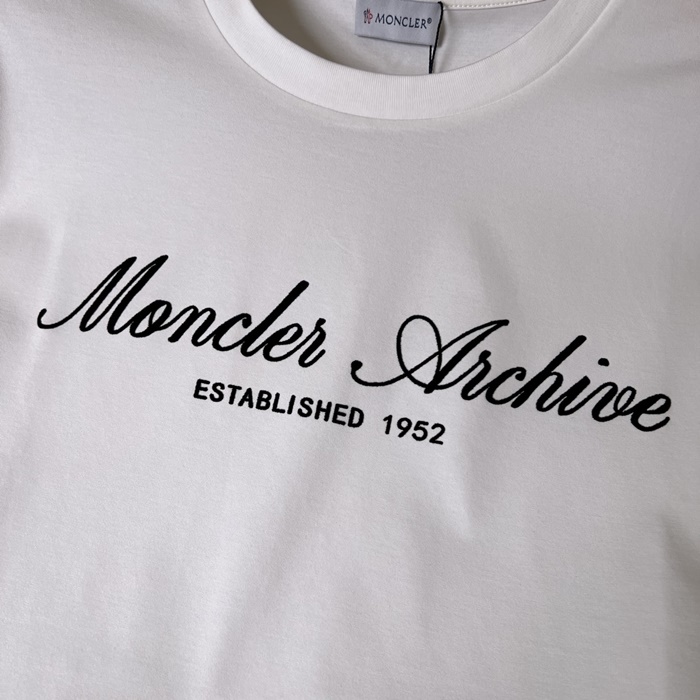 MONCLER®
Moncler Archive
ESTABLISHED 1952